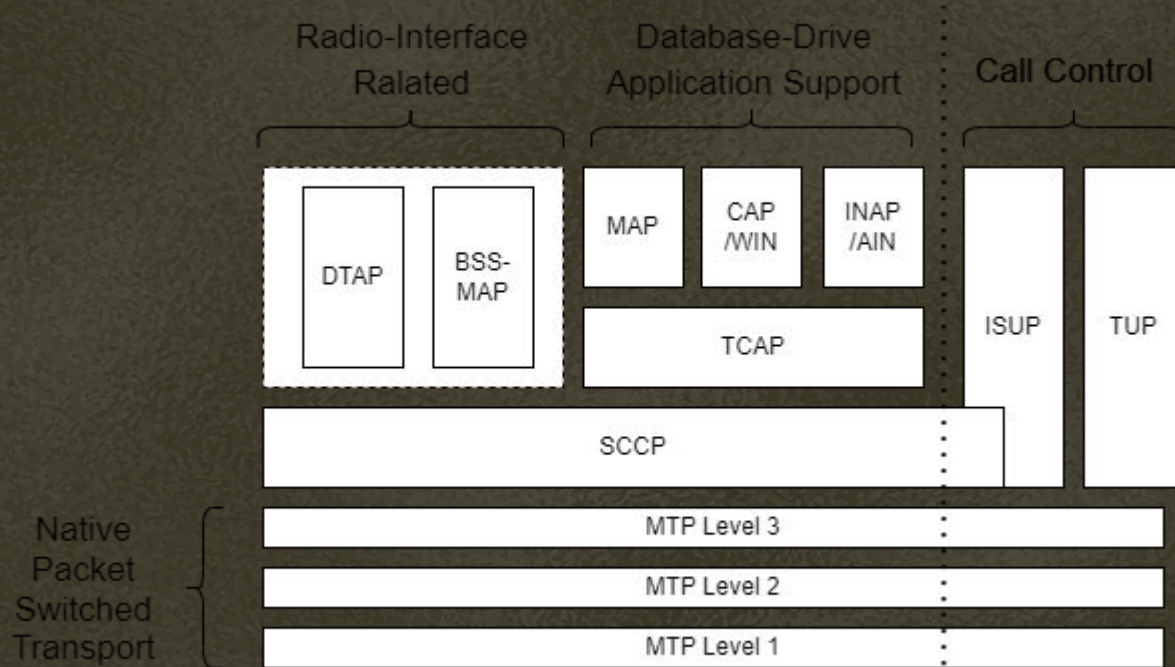 Radio-Interface
Ralated
Database-Drive
Application Support
Call Control
DTAP
BSS-
MAP
MAP
CAP
/WIN
INAP
/AIN
TCAP
ISUP
TUP
SCCP
Native
Packet
Switched
Transport
MTP Level 3
MTP Level 2
MTP Level 1